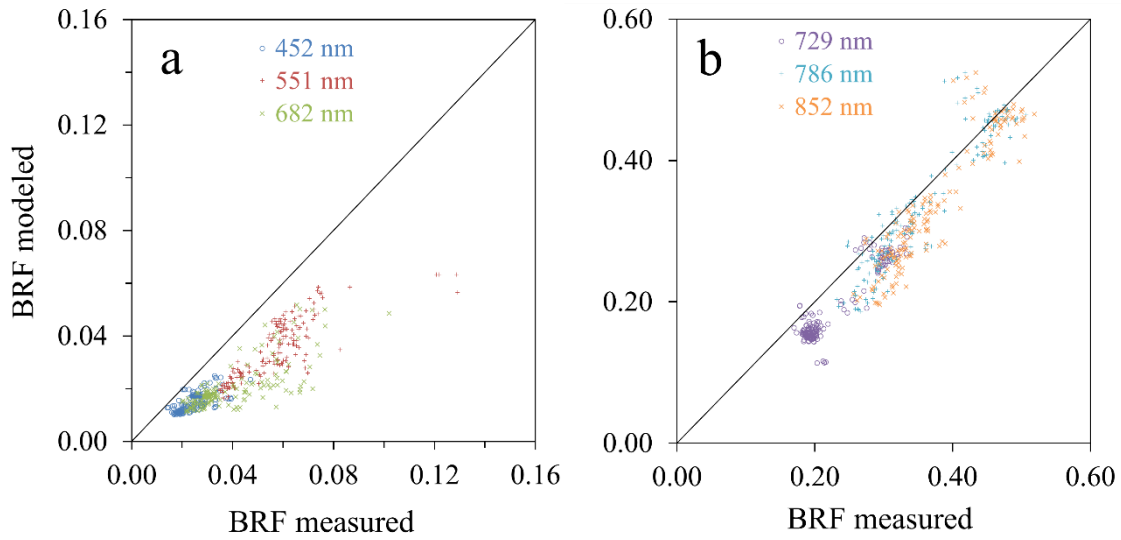 a
452 nm
551 nm
682 nm
0.16
0.12
0.08
0.04
0.00
0.00 0.04 0.08 0.12 0.16
BRF modeled
BRF measured
b
729 nm
786 nm
852 nm
0.60
0.40
0.20
0.00
0.00 0.20 0.40 0.60
BRF measured